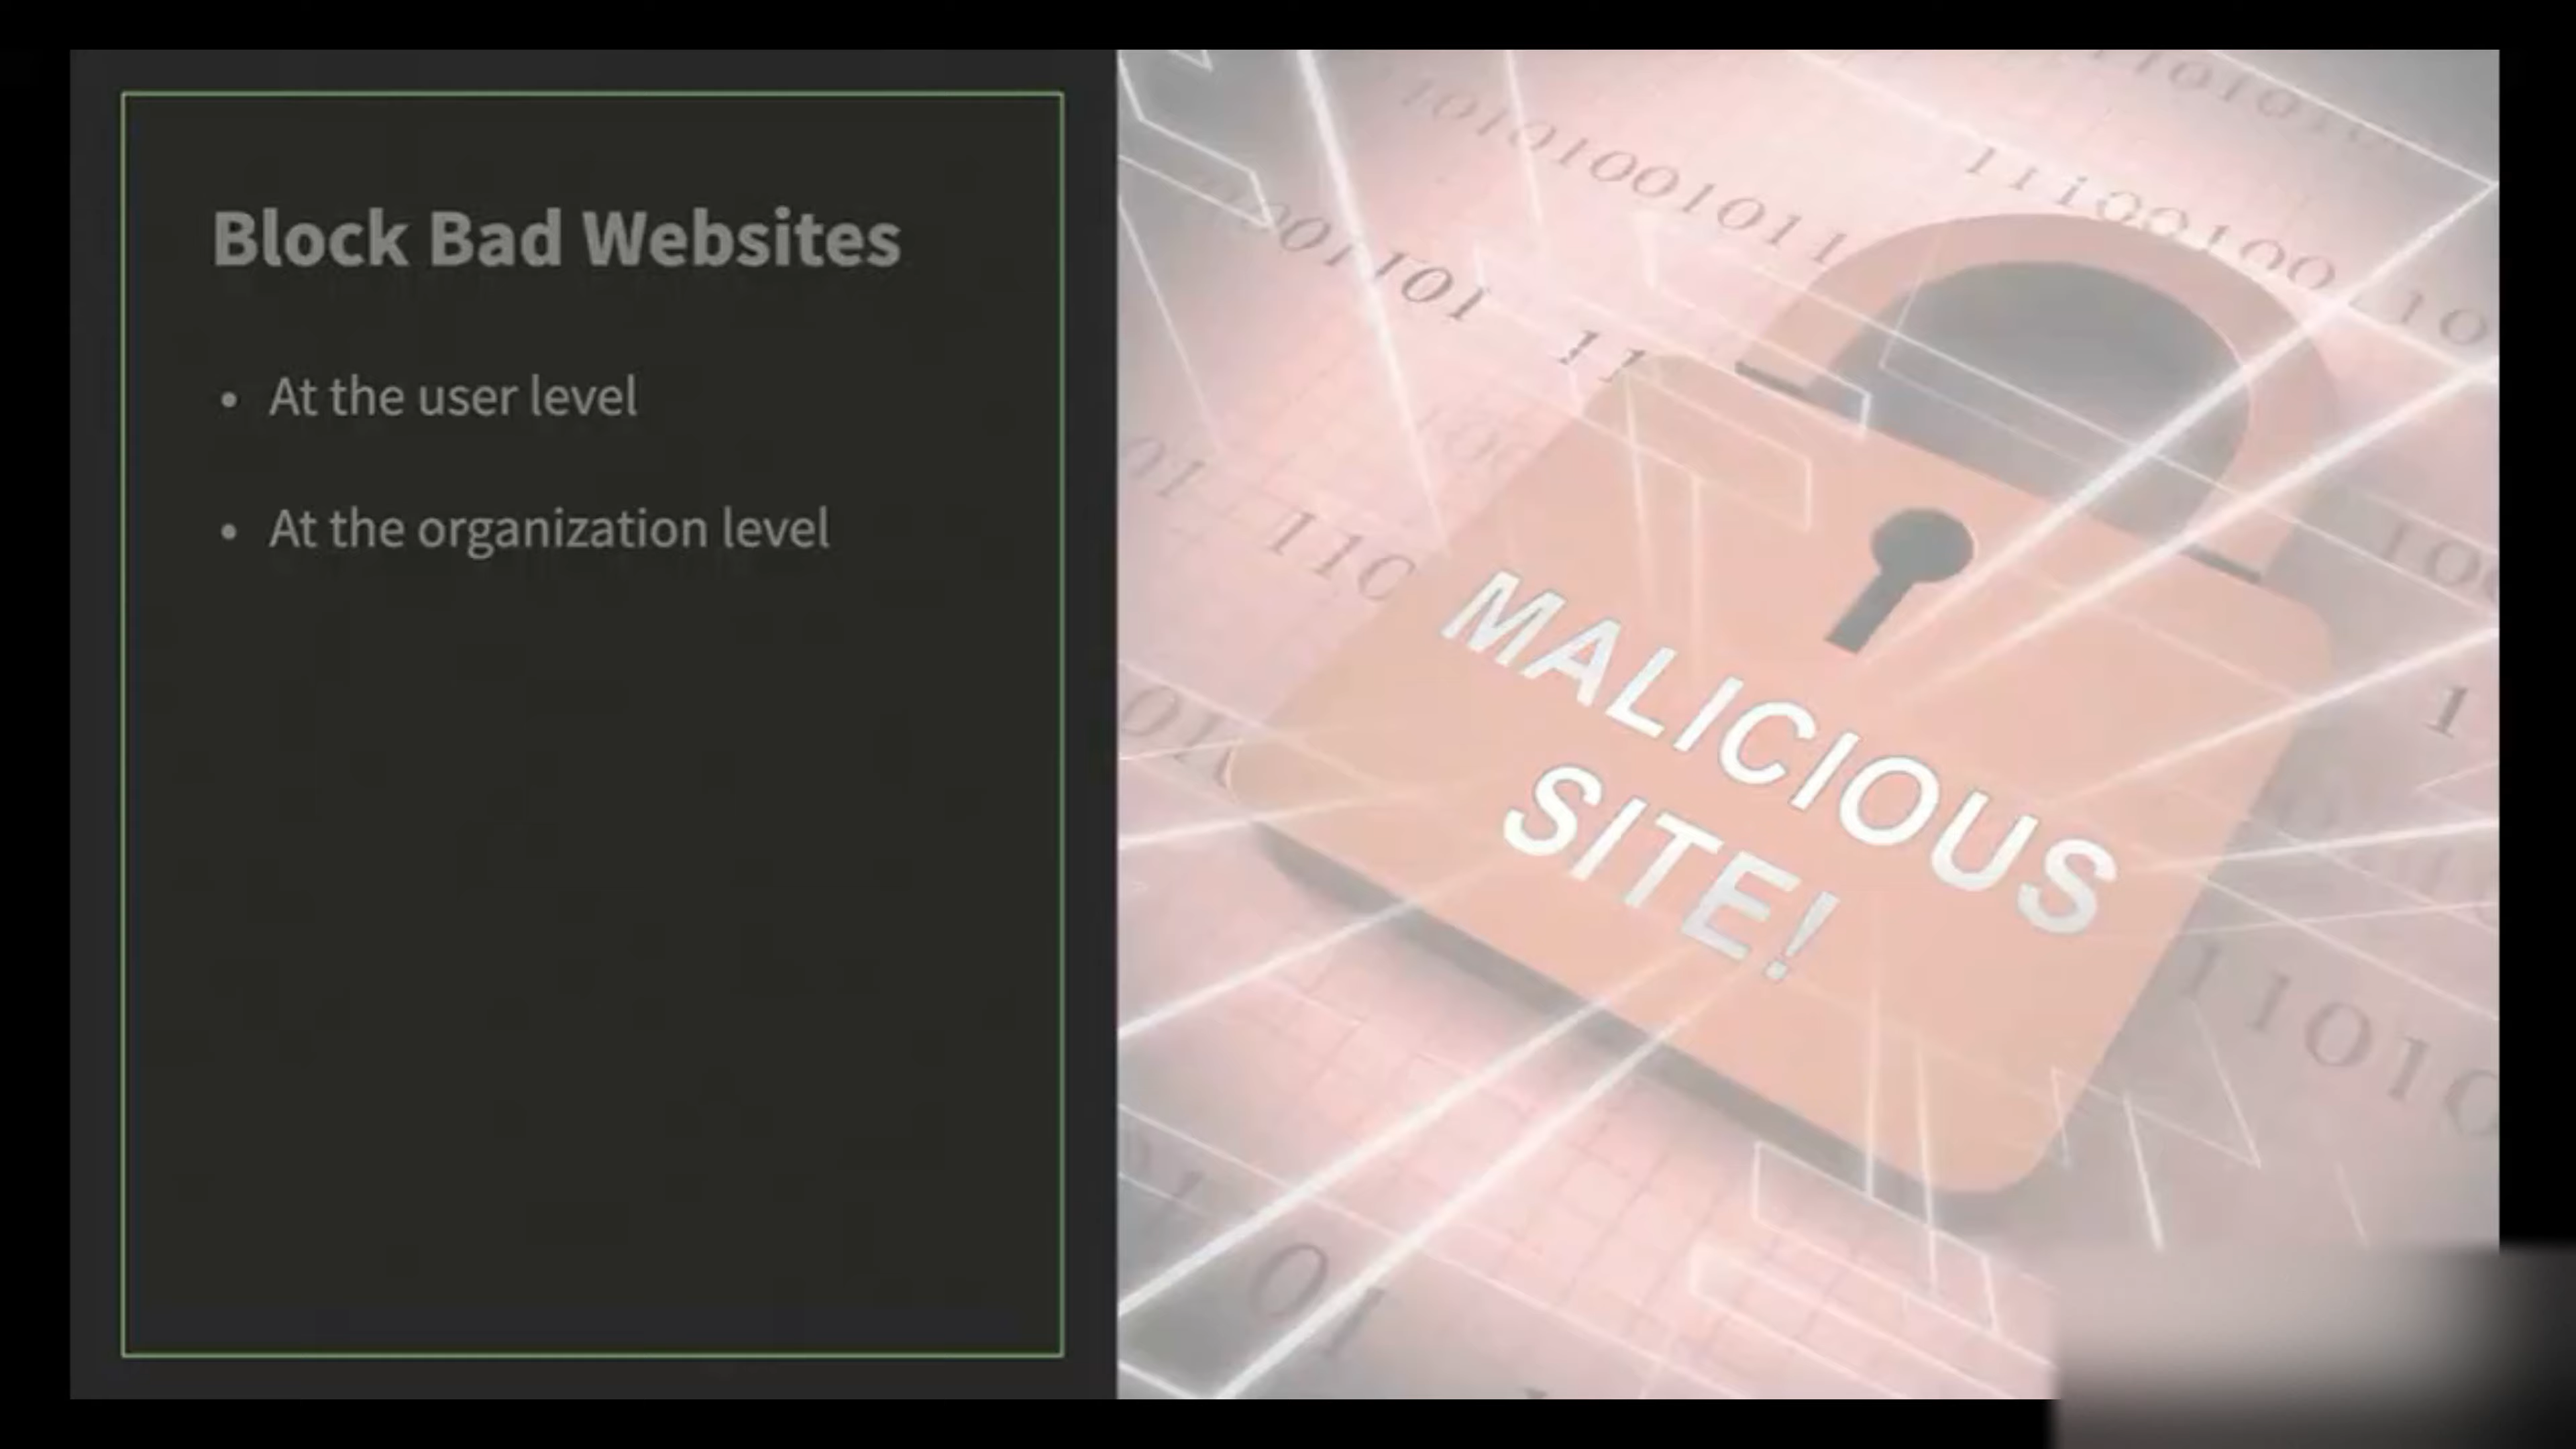 Block Bad Websites
• At the user level
• At the organization level
MALICIOUS
SITE!